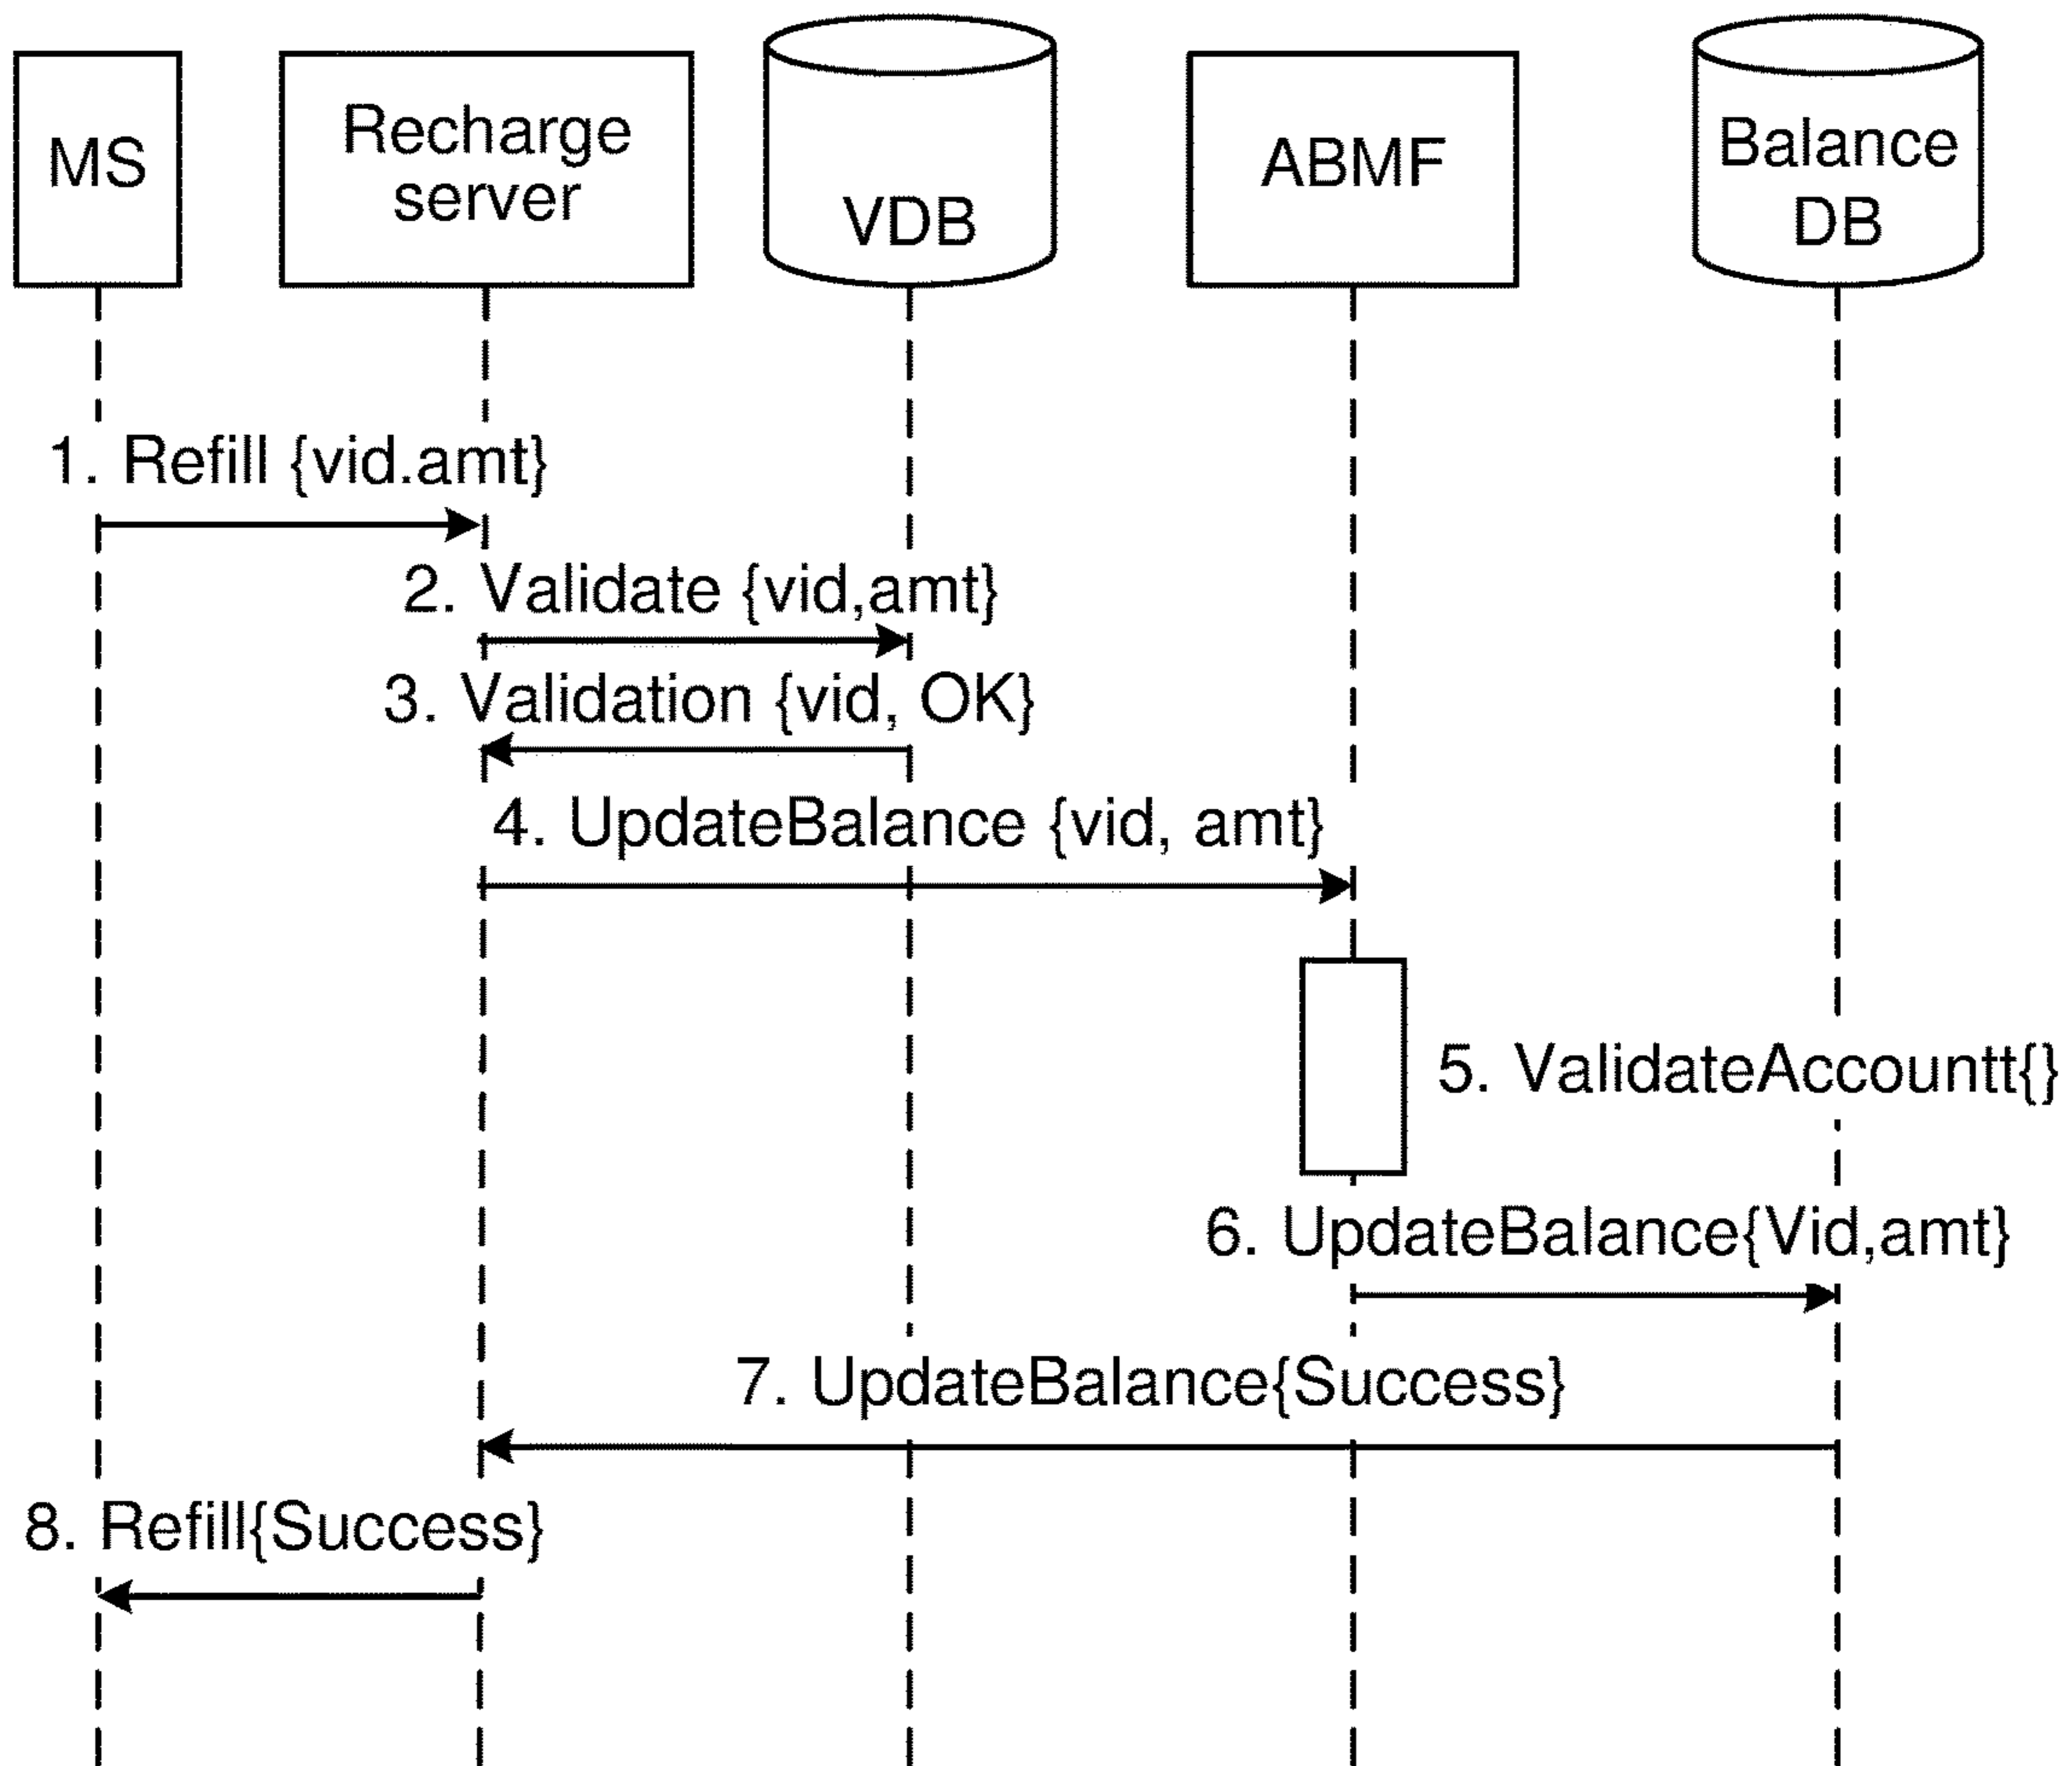 MS
Recharge
server
VDB
ABMF
Balance
DB
1. Refill {vid.amt}
2. Validate {vid,amt}
3. Validation {vid, OK}
4. UpdateBalance {vid, amt}
5. ValidateAccountt{}
6. UpdateBalance{Vid,amt}
7. UpdateBalance{Success}
8. Refill{Success}